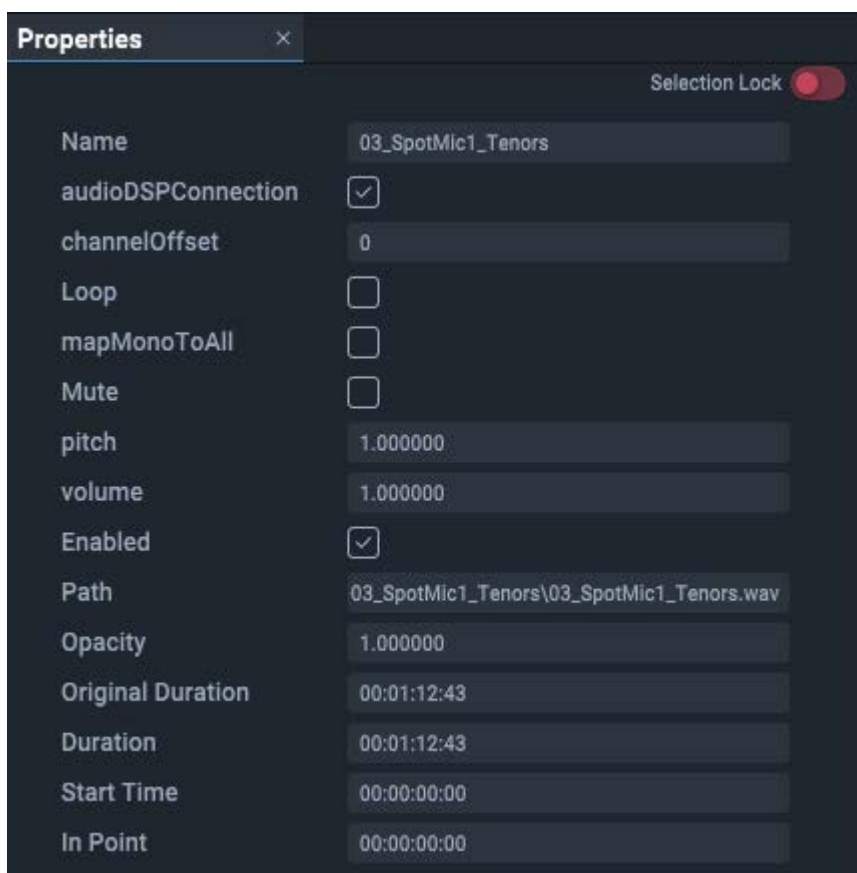 Properties ×
Selection Lock
Name 03_SpotMic1_Tenors
audioDSPConnection
channelOffset 0
Loop
mapMonoToAll
Mute
pitch 1.000000
volume 1.000000
Enabled
Path 03_SpotMic1_Tenors\03_SpotMic1_Tenors.wav
Opacity 1.000000
Original Duration 00:01:12:43
Duration 00:01:12:43
Start Time 00:00:00:00
In Point 00:00:00:00